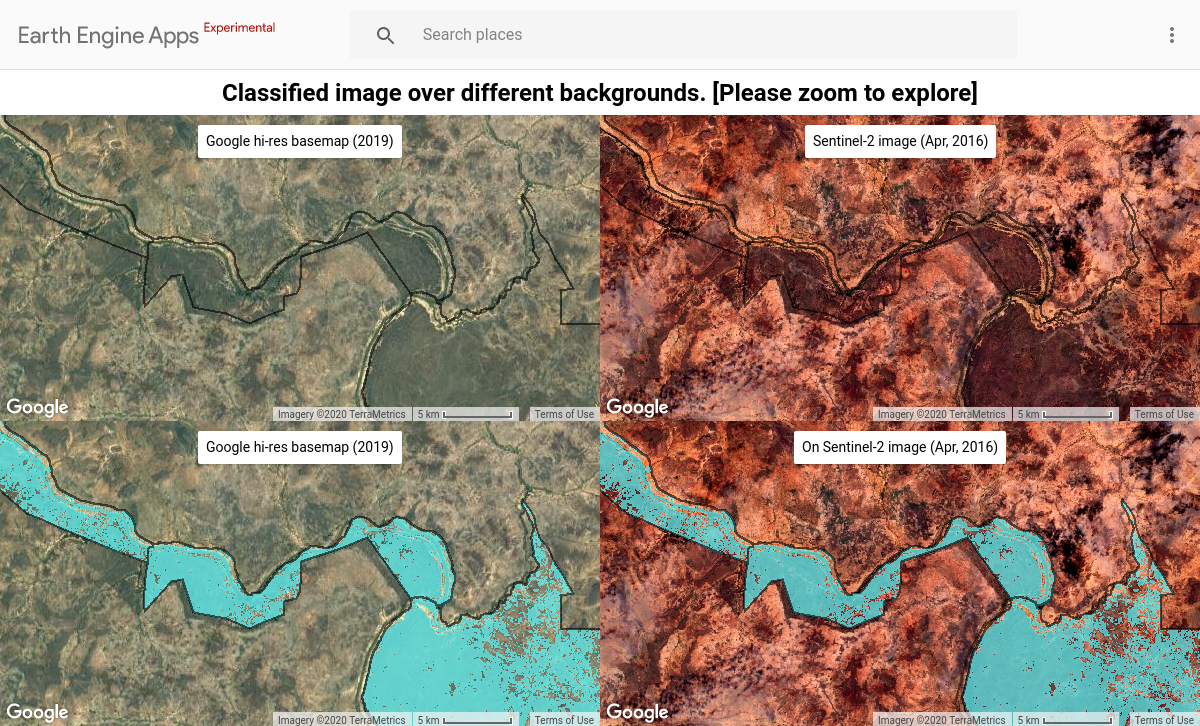 Earth Engine Apps Experimental
Search places
Classified image over different backgrounds. [Please zoom to explore]
Google hi-res basemap (2019)
Sentinel-2 image (Apr, 2016)
Google
Imagery ©2020 TerraMetrics
5 km
Terms of Use
Google
Imagery ©2020 TerraMetrics
5 km
Terms of Use
Google hi-res basemap (2019)
On Sentinel-2 image (Apr, 2016)
Google
Imagery ©2020 TerraMetrics
5 km
Terms of Use
Google
Imagery ©2020 TerraMetrics
5 km
Terms of Use